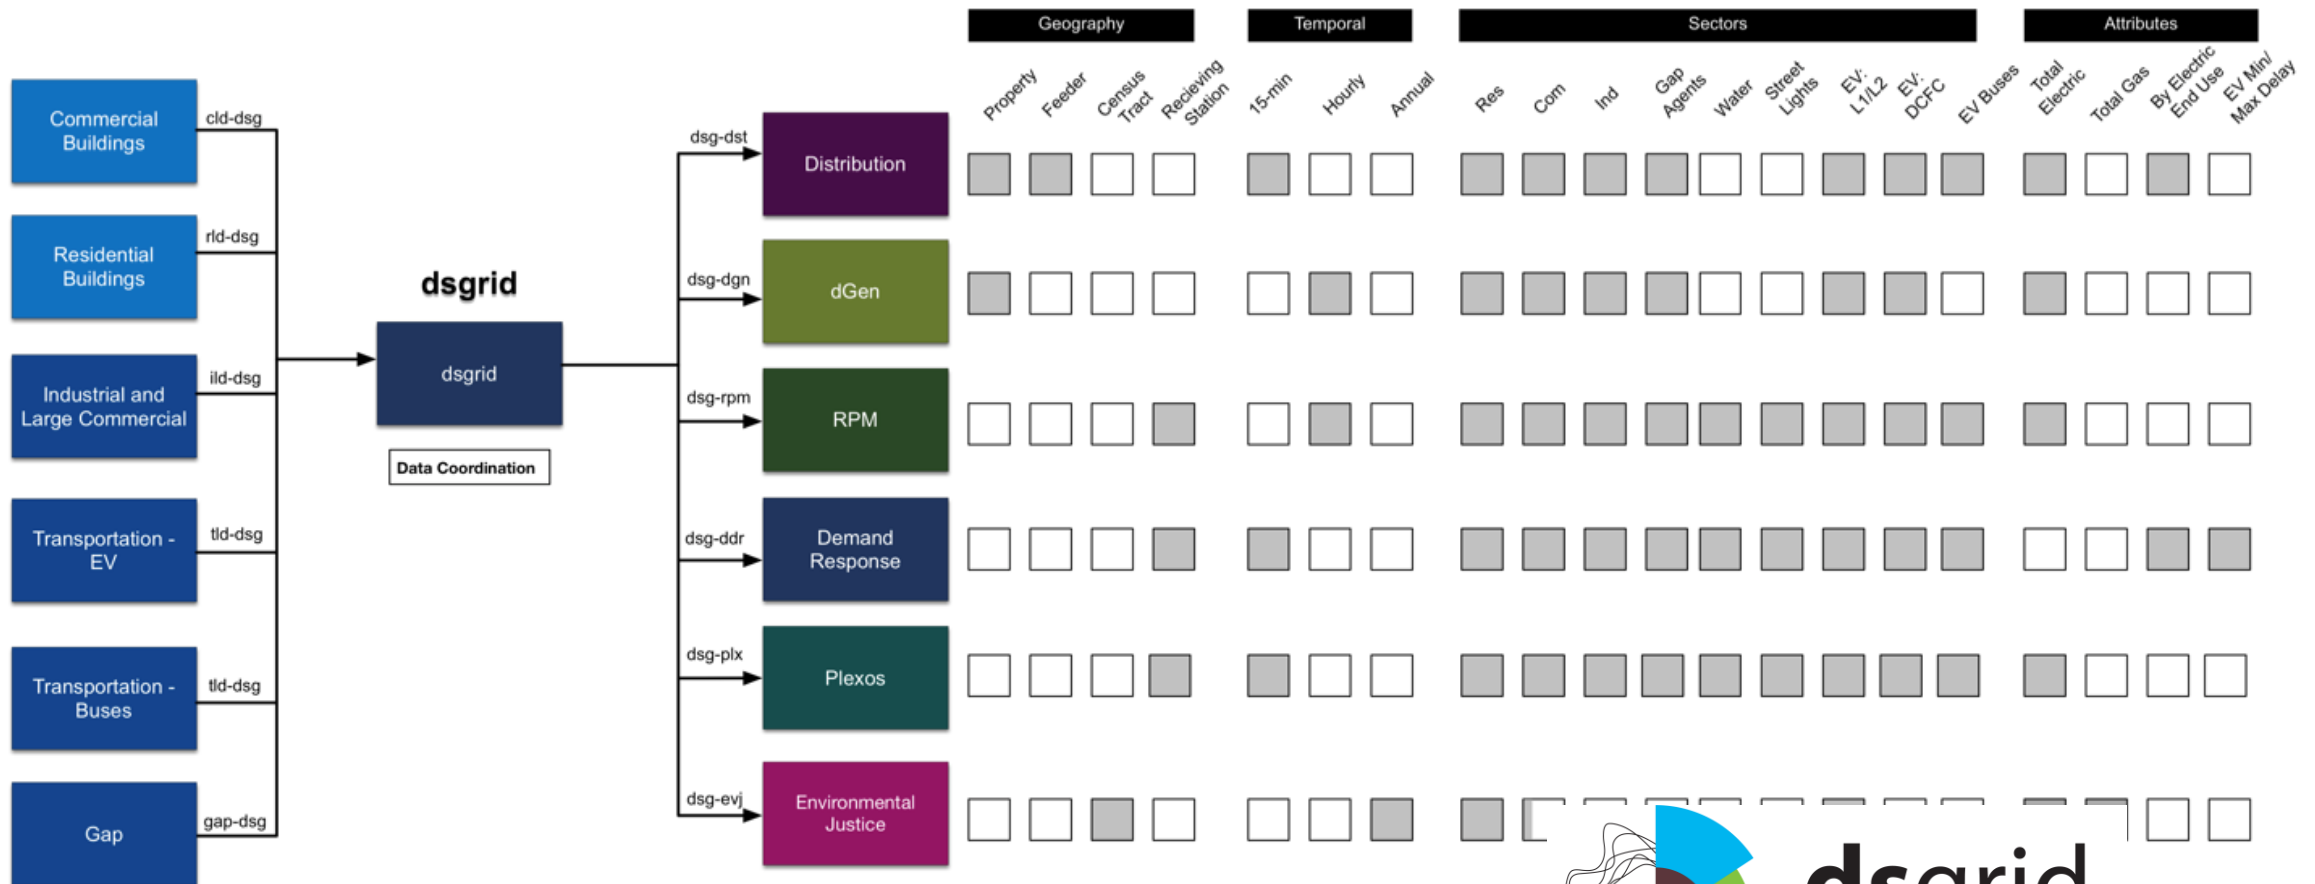 Geography
Temporal
Sectors
Attributes
Property
Feeder
Census
Tract
Recieving
Station
15-min
Hourly
Annual
Res
Com
Ind
Gap
Agents
Water
Street
Lights
EV:
L1/L2
EV:
DCFC
EV Buses
Total
Electric
Total Gas
By Electric
End Use
EV Min/
Max Delay
Commercial
Buildings
cld-dsg
Residential
Buildings
rld-dsg
Industrial and
Large Commercial
ild-dsg
Transportation -
EV
tld-dsg
Transportation -
Buses
tld-dsg
Gap
gap-dsg
dsgrid
dsgrid
Data Coordination
dsg-dst
Distribution
dsg-dgn
dGen
dsg-rpm
RPM
dsg-ddr
Demand
Response
dsg-plx
Plexos
dsg-evj
Environmental
Justice
dsgrid